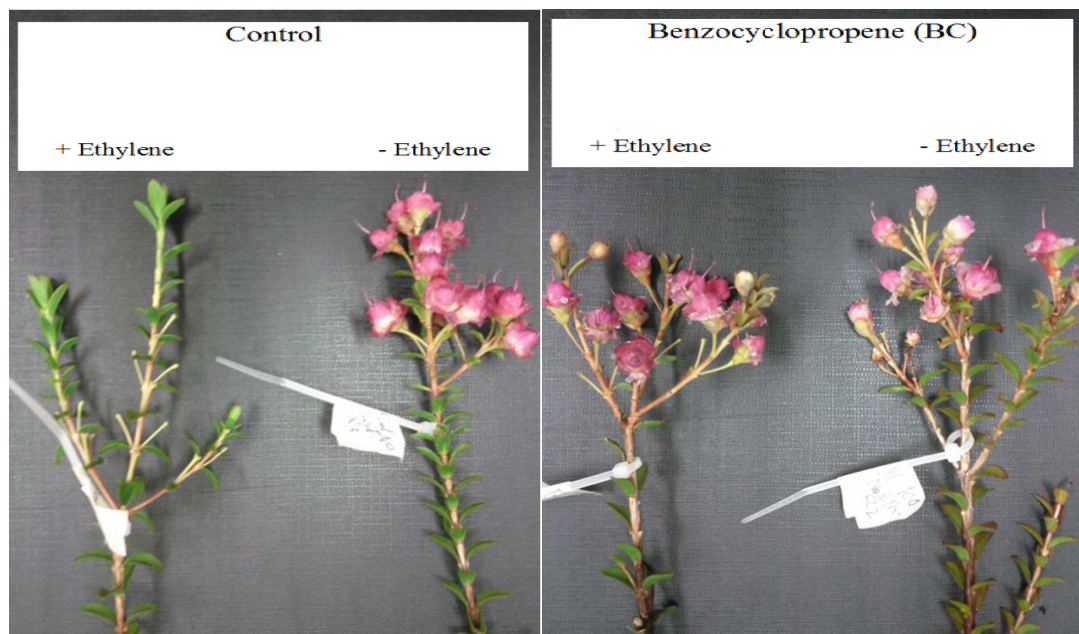 Control
+ Ethylene - Ethylene
Benzocyclopropene (BC)
+ Ethylene - Ethylene